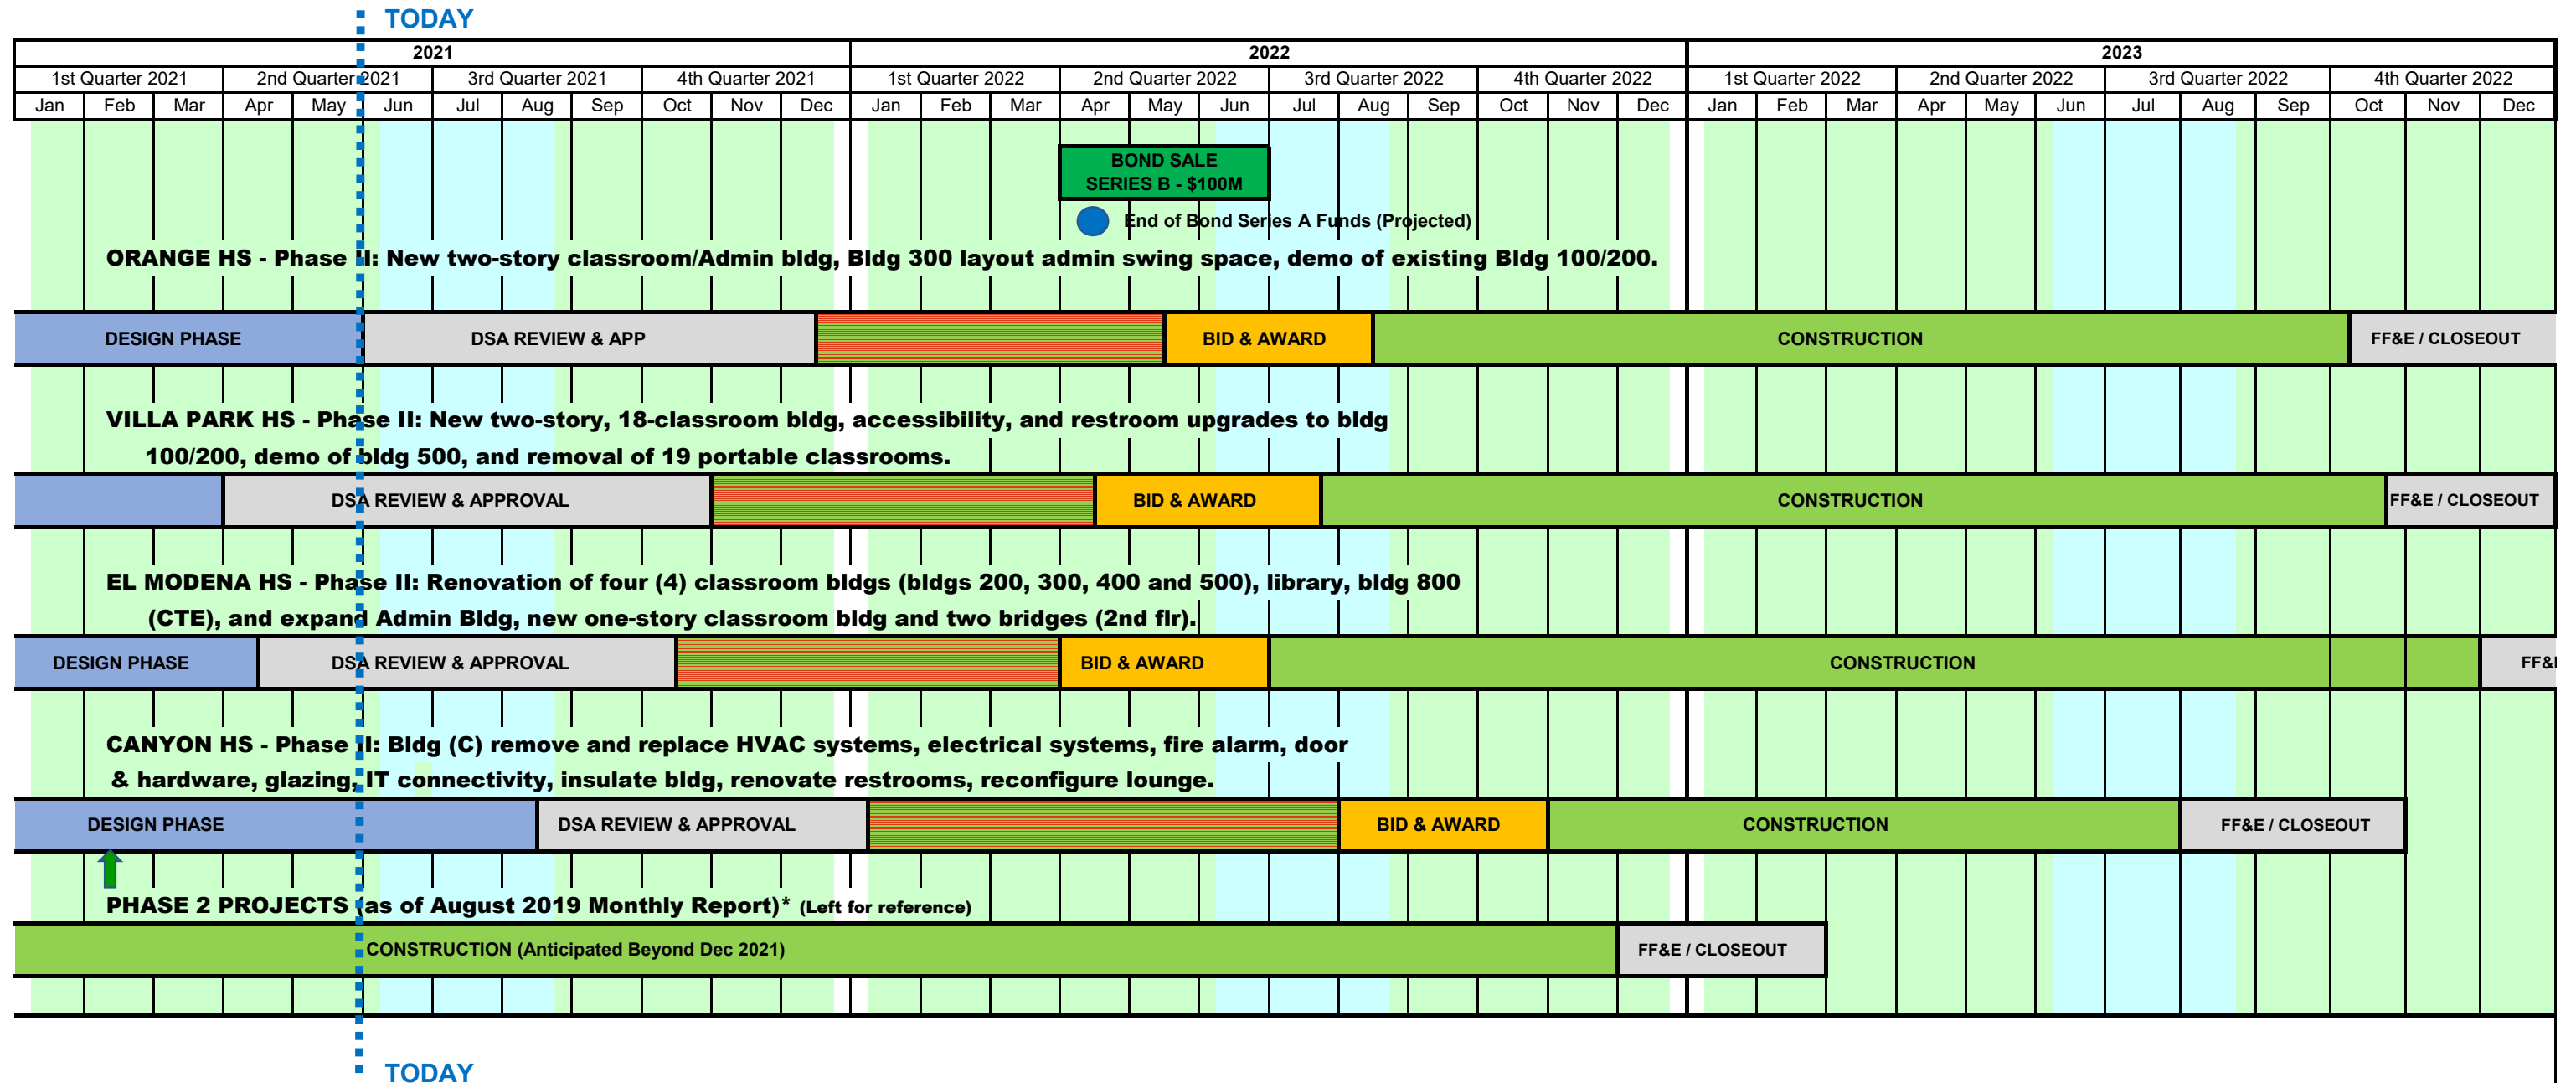 TODAY
2021 2022 2023
1st Quarter 2021 2nd Quarter 2021 3rd Quarter 2021 4th Quarter 2021 1st Quarter 2022 2nd Quarter 2022 3rd Quarter 2022 4th Quarter 2022 1st Quarter 2022 2nd Quarter 2022 3rd Quarter 2022 4th Quarter 2022
Jan Feb Mar Apr May Jun Jul Aug Sep Oct Nov Dec Jan Feb Mar Apr May Jun Jul Aug Sep Oct Nov Dec Jan Feb Mar Apr May Jun Jul Aug Sep Oct Nov Dec
BOND SALE
SERIES B - $100M
End of Bond Series A Funds (Projected)
ORANGE HS - Phase II: New two-story classroom/Admin bldg, Bldg 300 layout admin swing space, demo of existing Bldg 100/200.
DESIGN PHASE DSA REVIEW & APP BID & AWARD CONSTRUCTION FF&E / CLOSEOUT
VILLA PARK HS - Phase II: New two-story, 18-classroom bldg, accessibility, and restroom upgrades to bldg
100/200, demo of bldg 500, and removal of 19 portable classrooms.
DSA REVIEW & APPROVAL BID & AWARD CONSTRUCTION FF&E / CLOSEOUT
EL MODENA HS - Phase II: Renovation of four (4) classroom bldgs (bldgs 200, 300, 400 and 500), library, bldg 800
(CTE), and expand Admin Bldg, new one-story classroom bldg and two bridges (2nd flr).
DESIGN PHASE DSA REVIEW & APPROVAL BID & AWARD CONSTRUCTION FF&
CANYON HS - Phase II: Bldg (C) remove and replace HVAC systems, electrical systems, fire alarm, door
& hardware, glazing, IT connectivity, insulate bldg, renovate restrooms, reconfigure lounge.
DESIGN PHASE DSA REVIEW & APPROVAL BID & AWARD CONSTRUCTION FF&E / CLOSEOUT
PHASE 2 PROJECTS (as of August 2019 Monthly Report)* (Left for reference)
CONSTRUCTION (Anticipated Beyond Dec 2021) FF&E / CLOSEOUT
TODAY